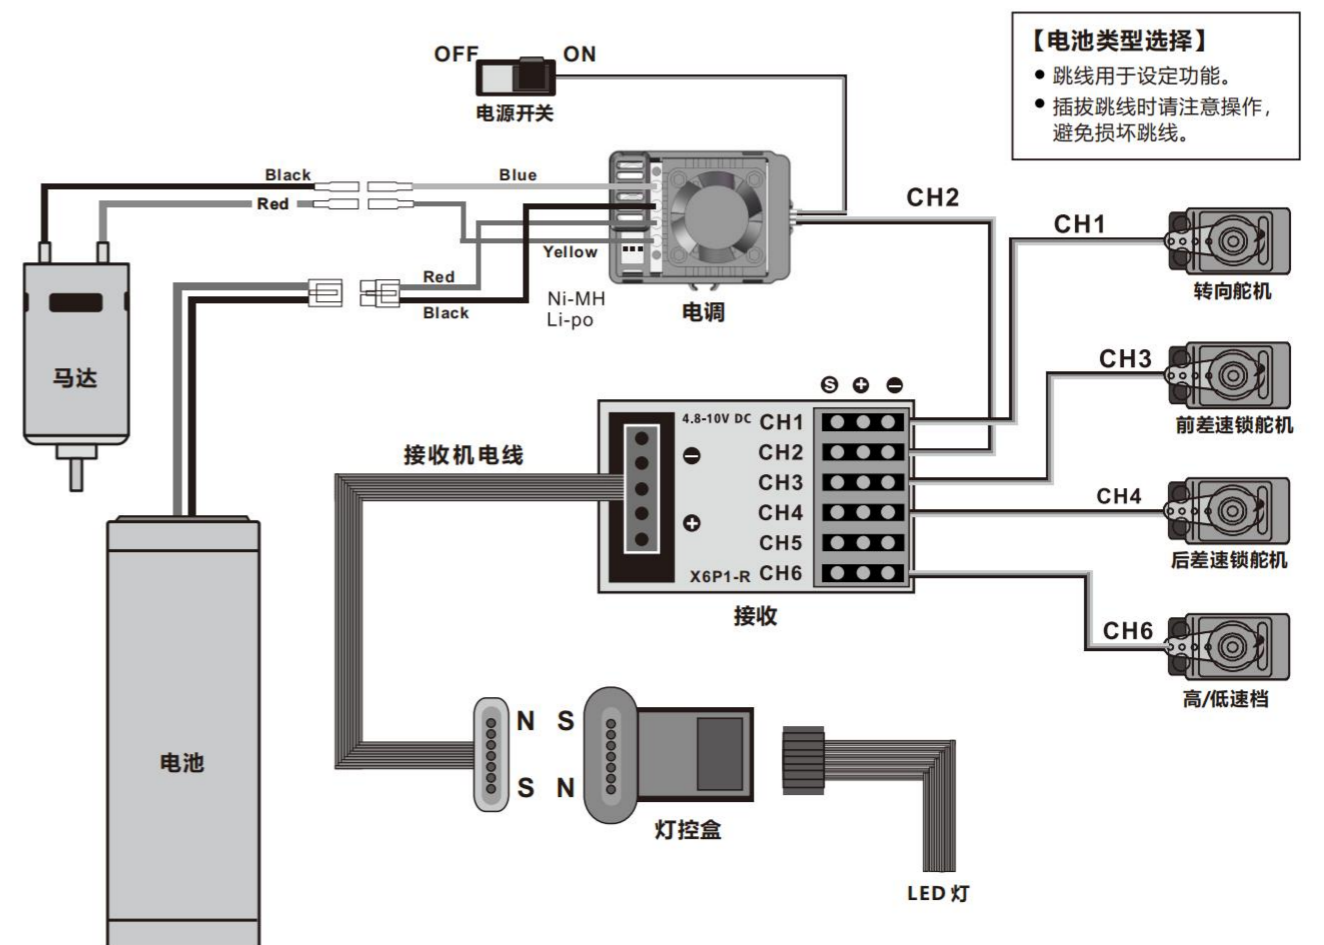 OFF ON
电源开关
【电池类型选择】
● 跳线用于设定功能。
● 插拔跳线时请注意操作，
避免损坏跳线。
Black Blue
Red
Yellow
Red
Black
Ni-MH
Li-po
电调
CH2
CH1
转向舵机
CH3
前差速锁舵机
CH4
后差速锁舵机
CH6
高/低速档
马达
电池
接收机电线
S + −
4.8-10V DC CH1
− CH2
CH3
+ CH4
CH5
X6P1-R CH6
接收
N S
S N
灯控盒
LED 灯